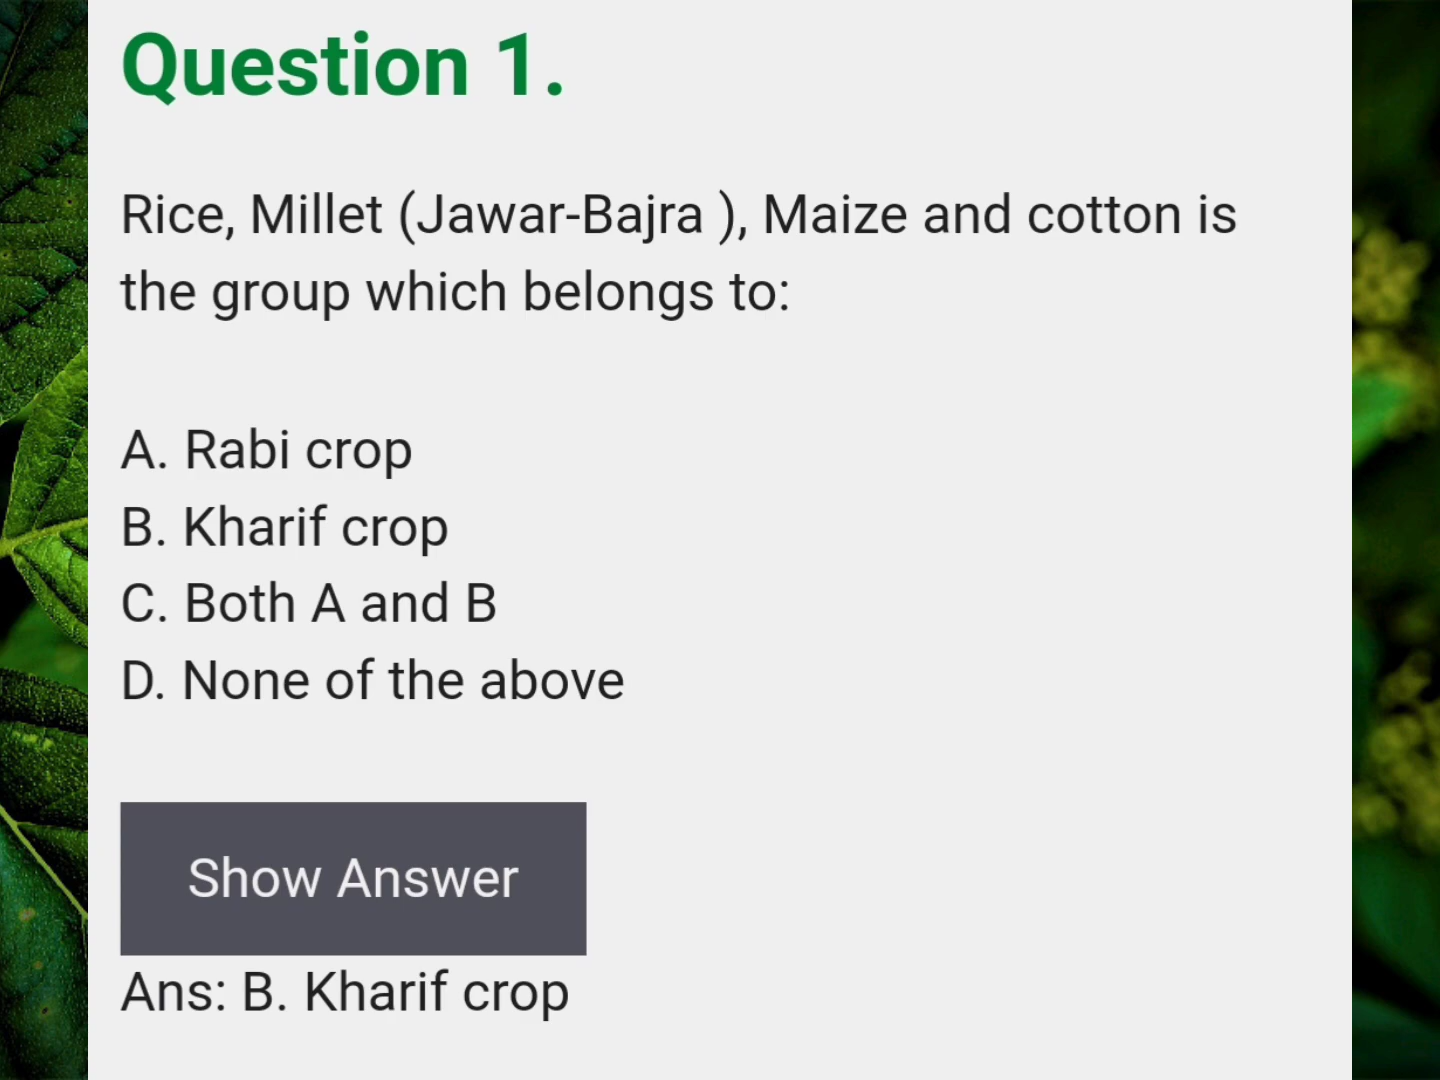 Question 1.
Rice, Millet (Jawar-Bajra ), Maize and cotton is
the group which belongs to:
A. Rabi crop
B. Kharif crop
C. Both A and B
D. None of the above
Show Answer
Ans: B. Kharif crop